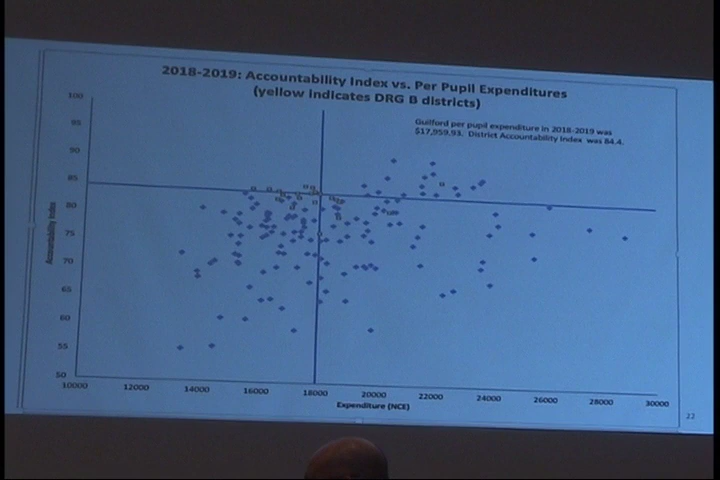 2018-2019: Accountability Index vs. Per Pupil Expenditures
(yellow indicates DRG B districts)
Guilford per pupil expenditure in 2018-2019 was
$17,959.93. District Accountability Index was 84.4.
100
95
90
85
80
75
70
65
60
55
50
Accountability Index
10000 12000 14000 16000 18000 20000 22000 24000 26000 28000 30000
Expenditure (NCE)
22